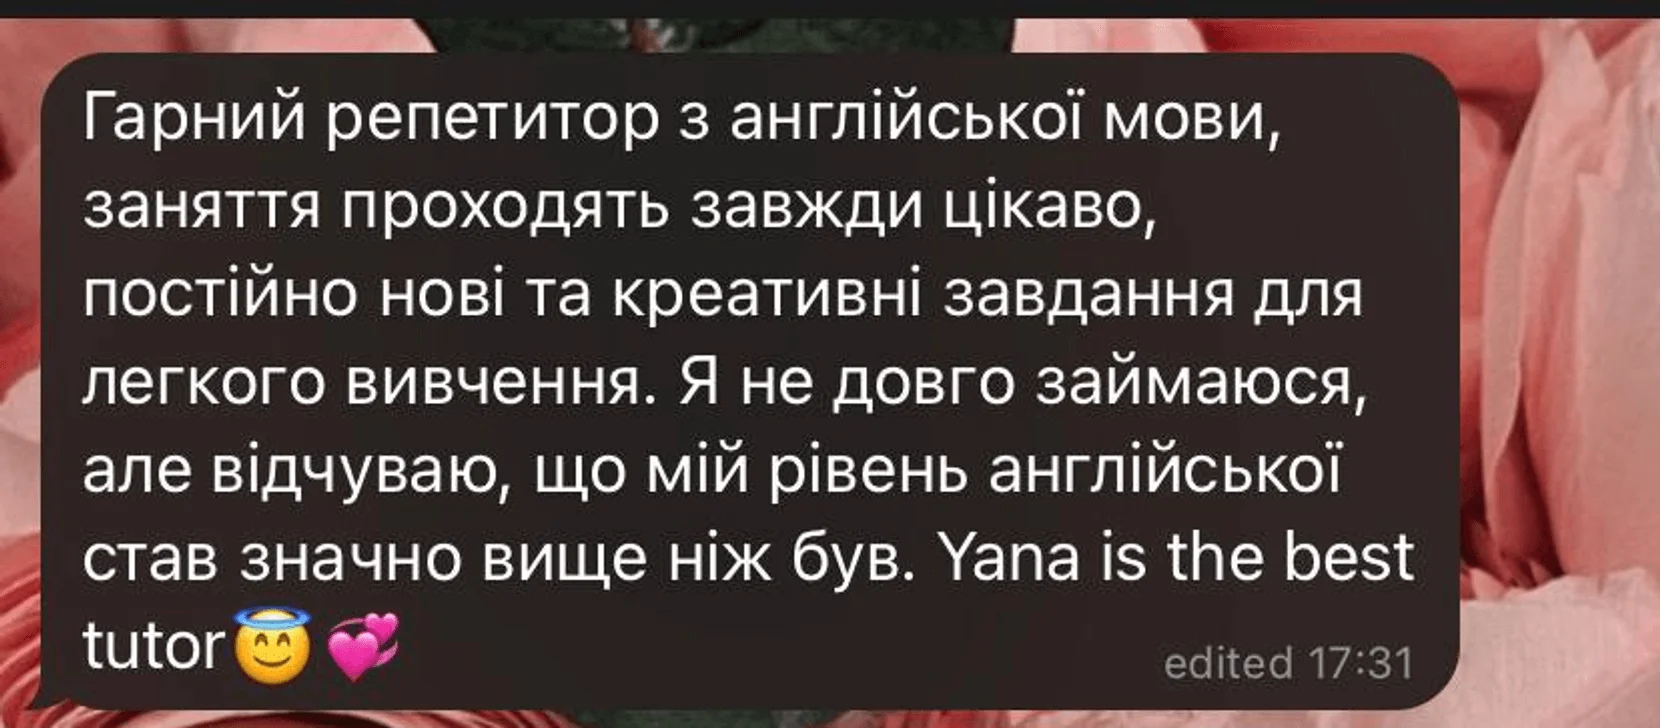 Гарний репетитор з англійської мови,
заняття проходять завжди цікаво,
постійно нові та креативні завдання для
легкого вивчення. Я не довго займаюся,
але відчуваю, що мій рівень англійської
став значно вище ніж був. Yana is the best
tutor😇💞
edited 17:31